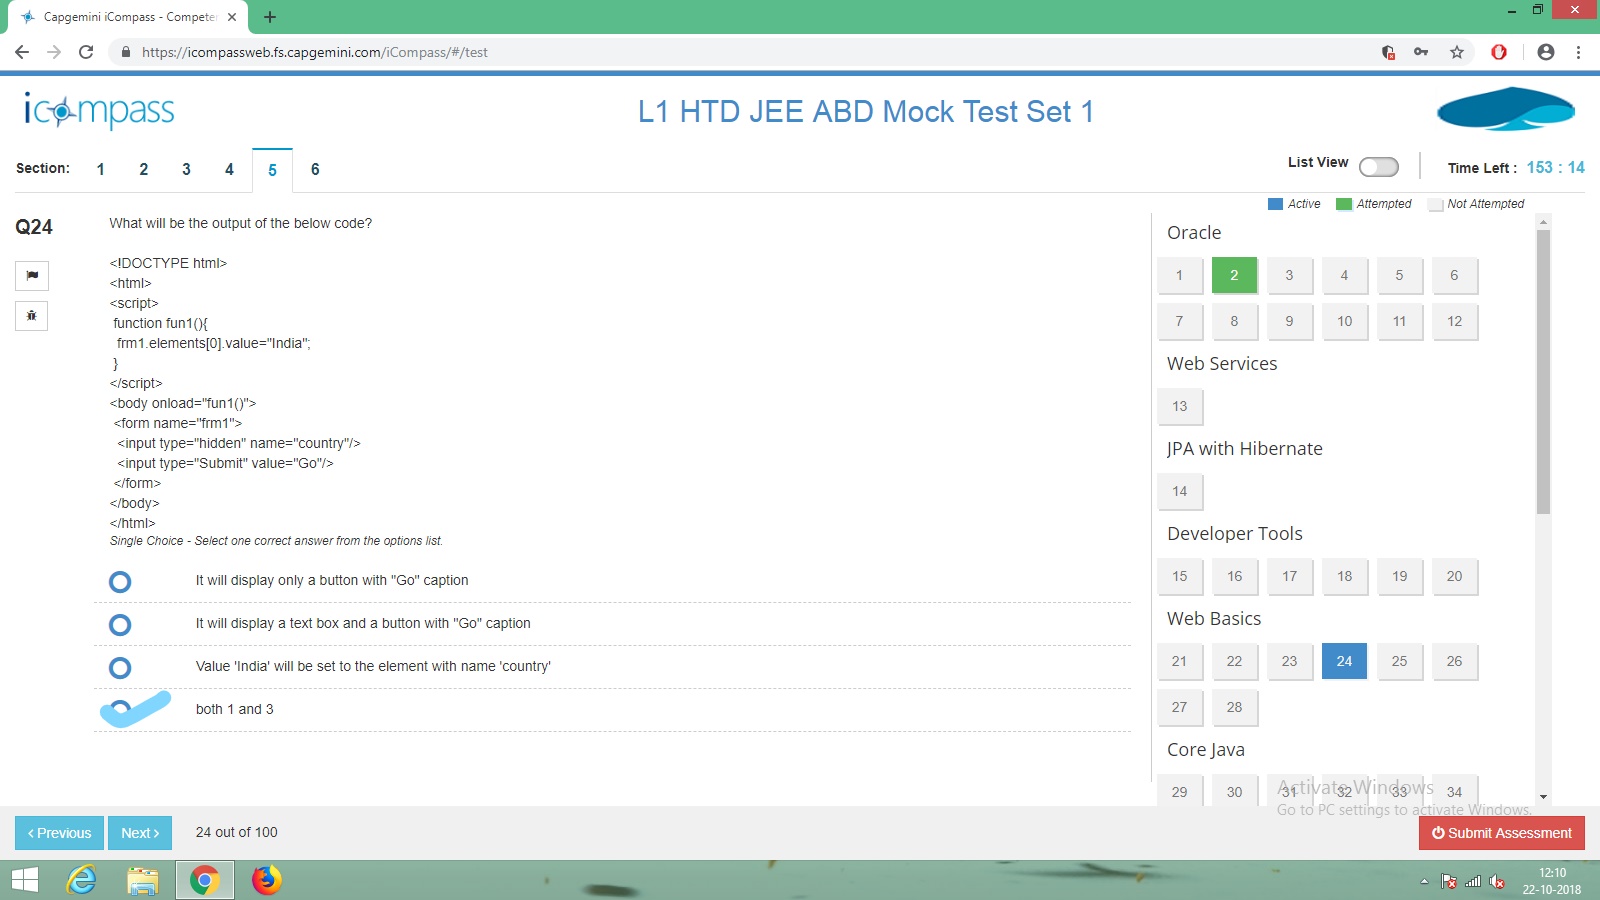 Capgemini iCompass - Competer
https://icompassweb.fs.capgemini.com/iCompass/#/test
icompass
L1 HTD JEE ABD Mock Test Set 1
Section: 1 2 3 4 5 6
List View
Time Left : 153 : 14
Active Attempted Not Attempted
Q24
What will be the output of the below code?
<!DOCTYPE html>
<html>
<script>
function fun1(){
frm1.elements[0].value="India";
}
</script>
<body onload="fun1()">
<form name="frm1">
<input type="hidden" name="country"/>
<input type="Submit" value="Go"/>
</form>
</body>
</html>
Single Choice - Select one correct answer from the options list.
It will display only a button with "Go" caption
It will display a text box and a button with "Go" caption
Value 'India' will be set to the element with name 'country'
both 1 and 3
Oracle
1 2 3 4 5 6
7 8 9 10 11 12
Web Services
13
JPA with Hibernate
14
Developer Tools
15 16 17 18 19 20
Web Basics
21 22 23 24 25 26
27 28
Core Java
29 30 31 32 33 34
Activate Windows
Go to PC settings to activate Windows.
Previous Next 24 out of 100
Submit Assessment
12:10
22-10-2018